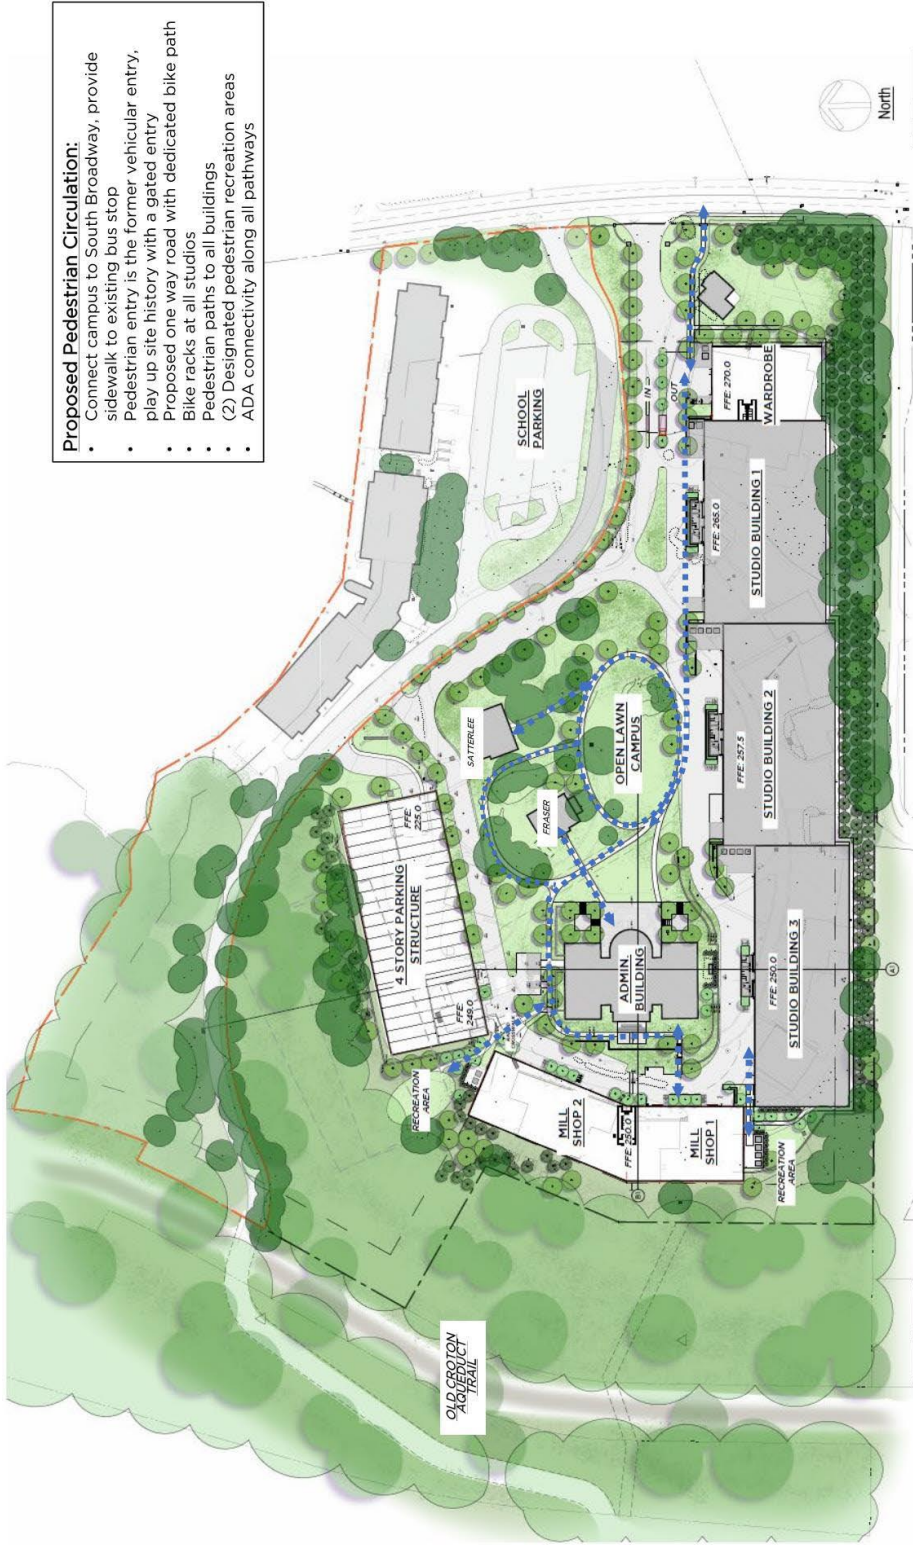 Proposed Pedestrian Circulation:
• Connect campus to South Broadway, provide
sidewalk to existing bus stop
• Pedestrian entry is the former vehicular entry,
play up site history with a gated entry
• Proposed one way road with dedicated bike path
• Bike racks at all studios
• Pedestrian paths to all buildings
• (2) Designated pedestrian recreation areas
• ADA connectivity along all pathways
North
SCHOOL
PARKING
IN
OUT
FFE: 270.0
WARDROBE
FFE: 265.0
STUDIO BUILDING 1
SATTERLEE
OPEN LAWN
CAMPUS
FFE: 257.5
STUDIO BUILDING 2
FRASER
FFE:
225.0
4 STORY PARKING
STRUCTURE
FFE:
249.0
ADMIN.
BUILDING
FFE: 250.0
STUDIO BUILDING 3
A1
RECREATION
AREA
MILL
SHOP 2
FFE: 250.0
MILL
SHOP 1
RECREATION
AREA
OLD CROTON
AQUEDUCT
TRAIL